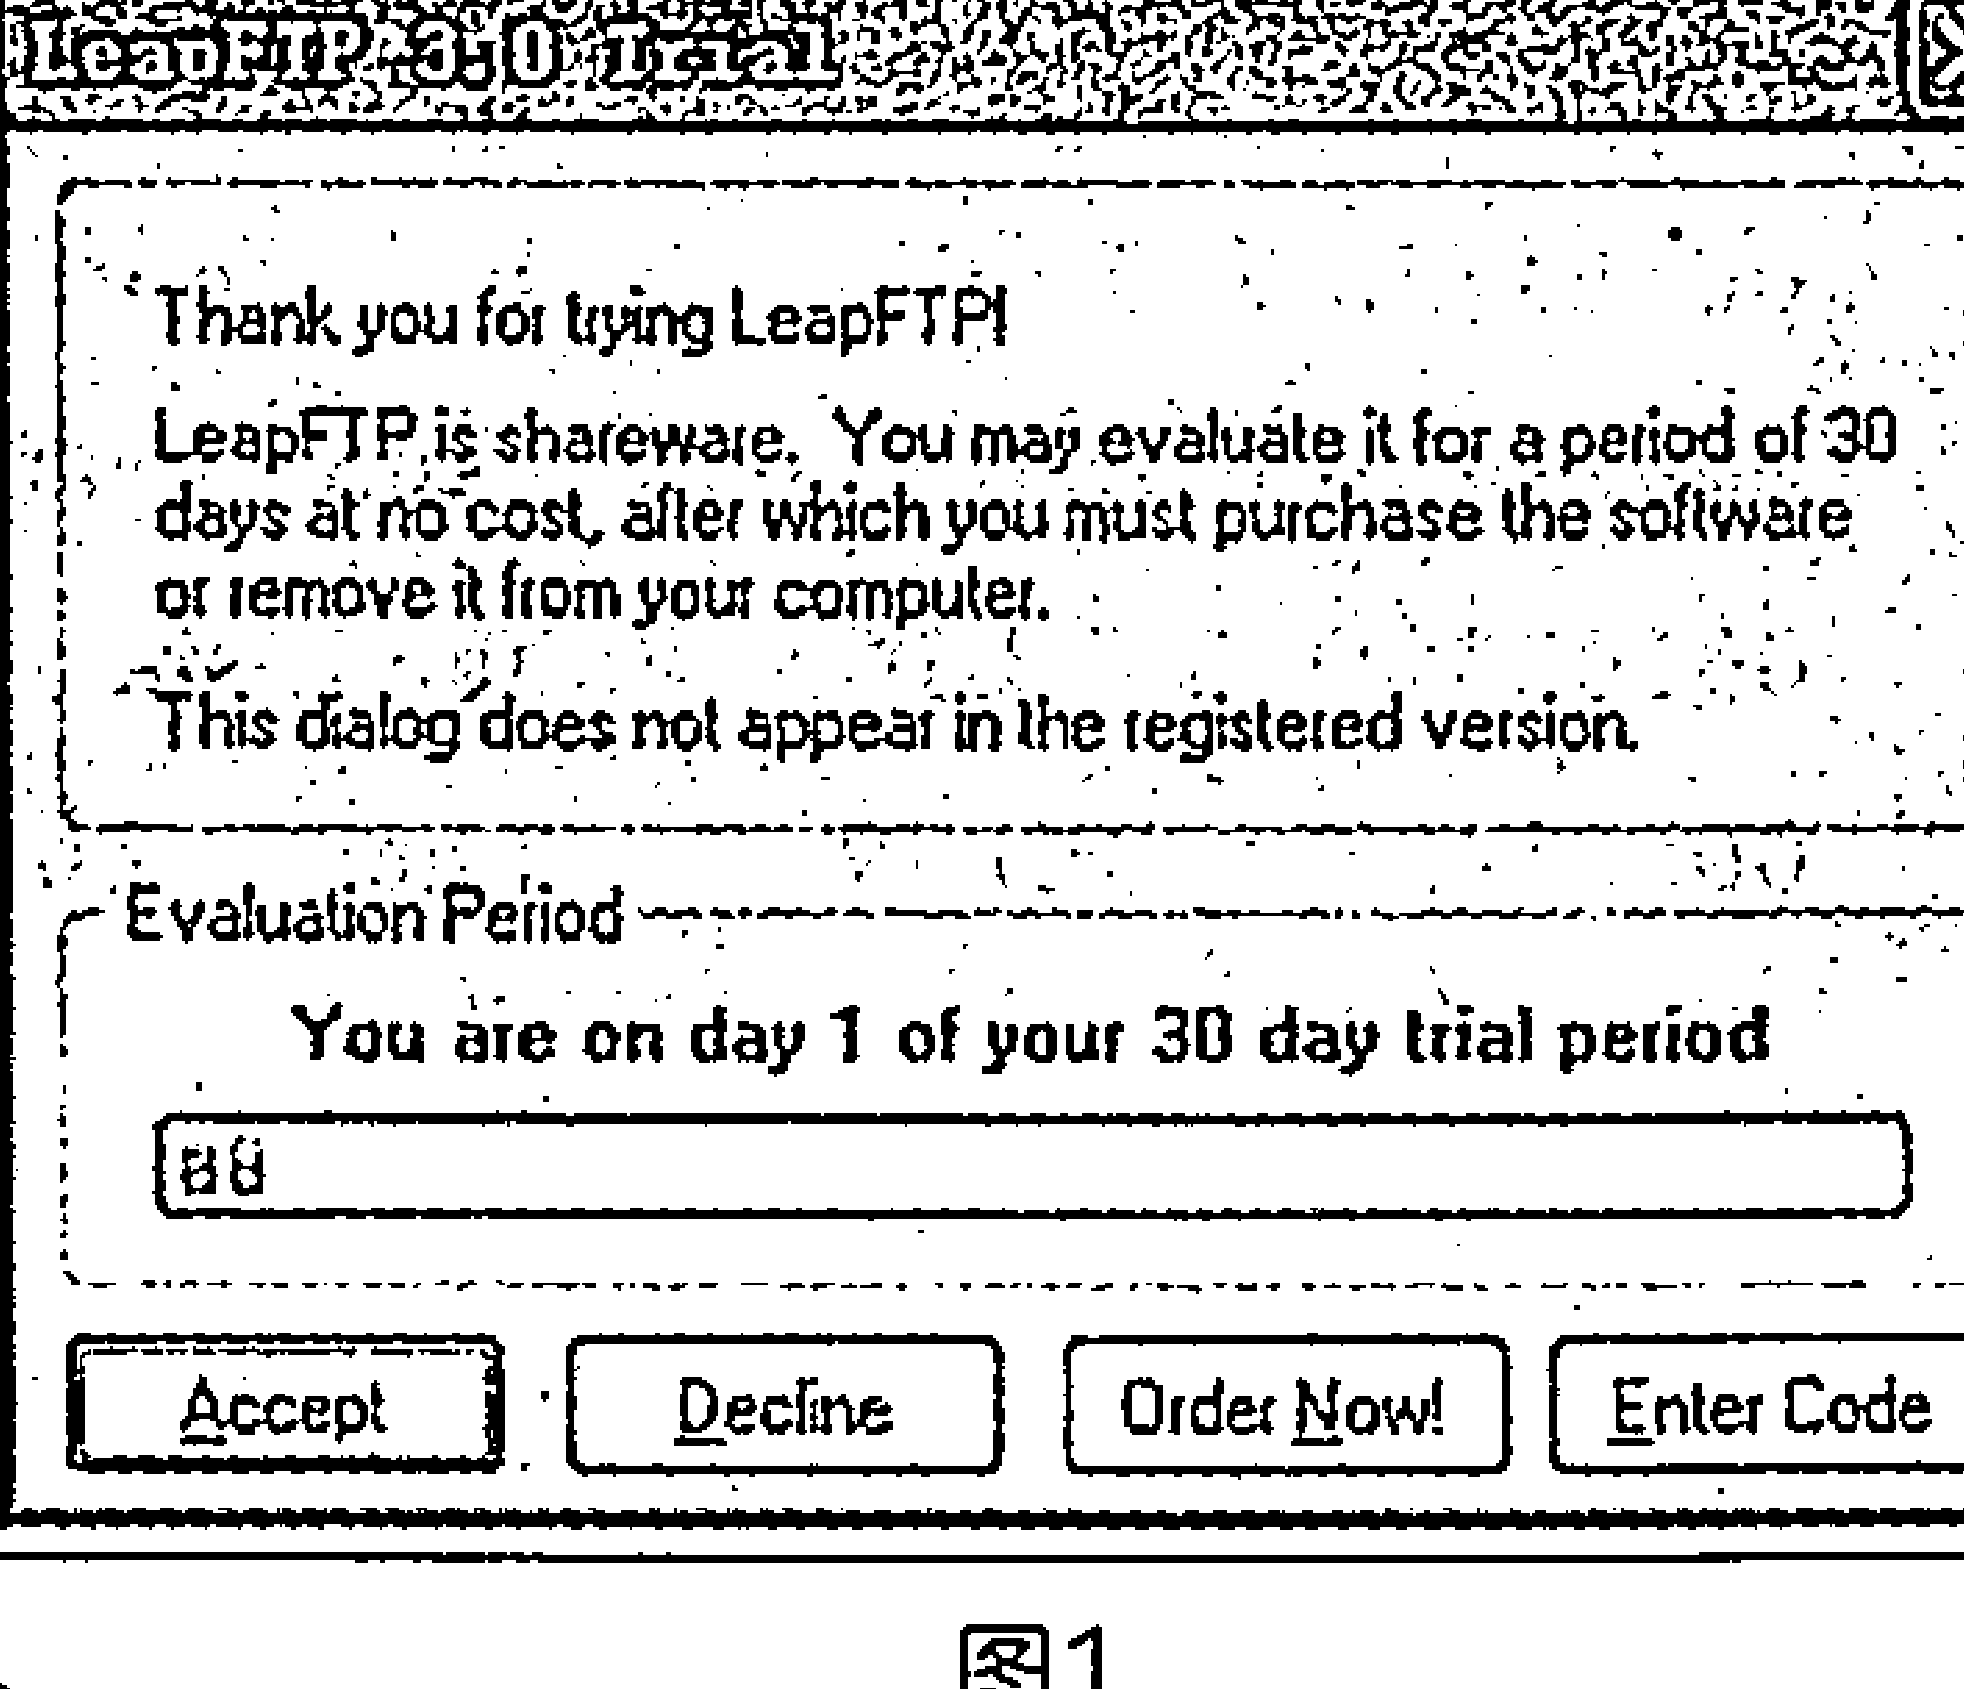 LeapFTP 3.0 Trial
Thank you for trying LeapFTP!
LeapFTP is shareware. You may evaluate it for a period of 30
days at no cost, after which you must purchase the software
or remove it from your computer.
This dialog does not appear in the registered version.
Evaluation Period
You are on day 1 of your 30 day trial period
Accept Decline Order Now! Enter Code
图1